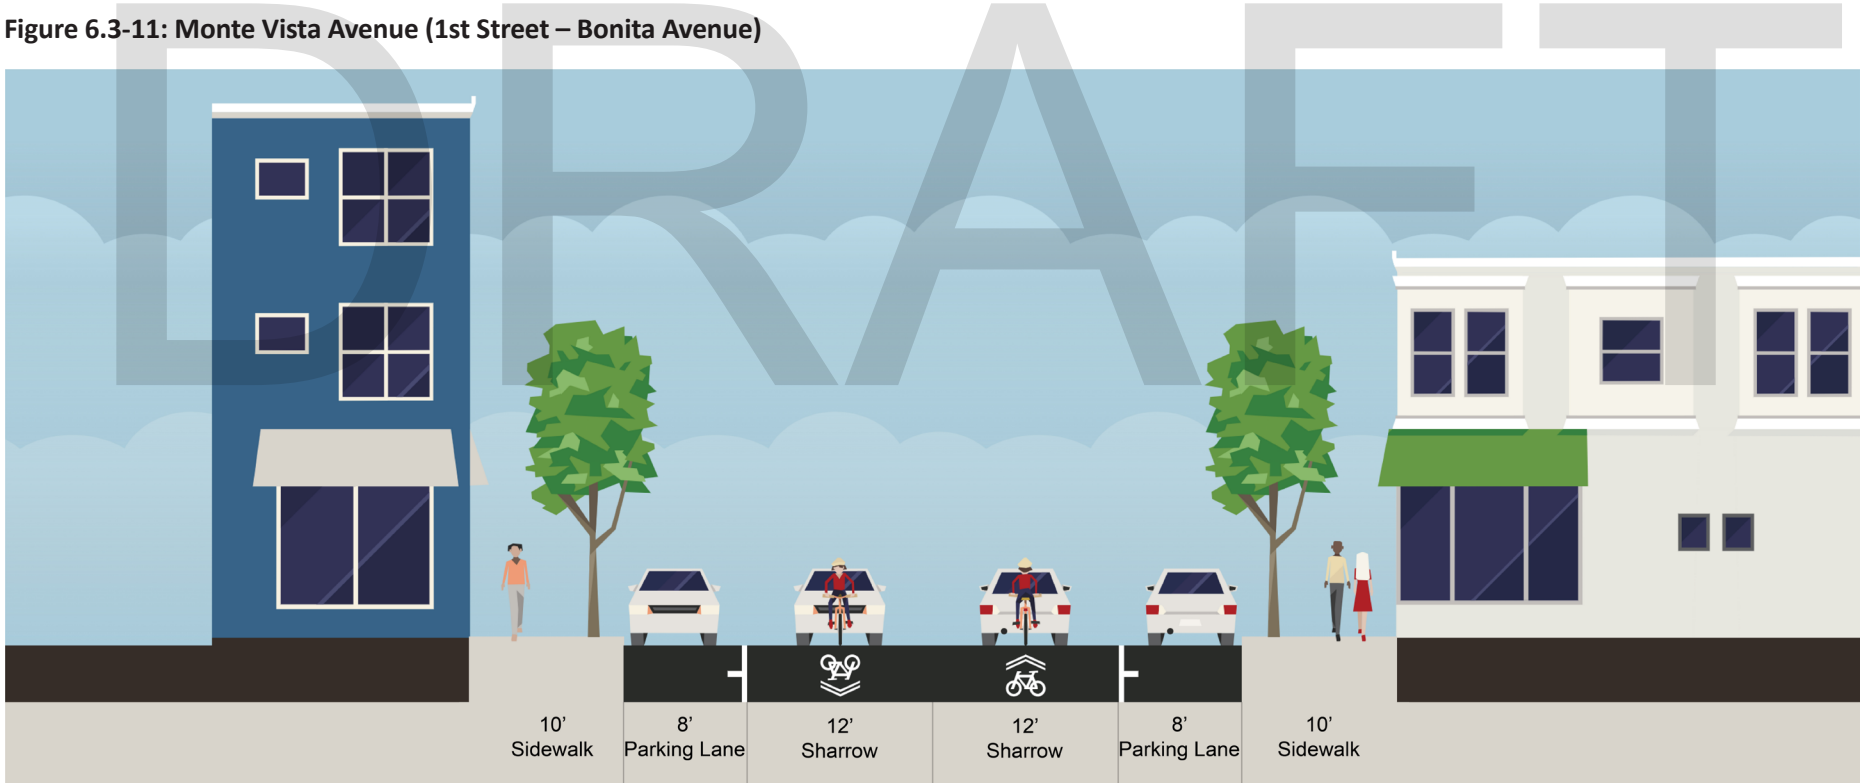 Figure 6.3-11: Monte Vista Avenue (1st Street – Bonita Avenue)
DRAFT
10’
Sidewalk
8’
Parking Lane
12’
Sharrow
12’
Sharrow
8’
Parking Lane
10’
Sidewalk